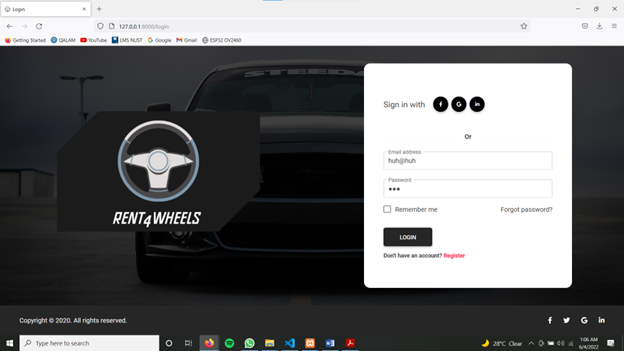 Login
127.0.0.1:8000/login
Getting Started QALAM YouTube LMS NUST Google Gmail ESP32 OV2460
Sign in with
Or
Email address
huh@huh
Password
•••
Remember me Forgot password?
LOGIN
Don't have an account? Register
RENT4WHEELS
Copyright © 2020. All rights reserved.
Type here to search
28°C Clear
1:06 AM
6/4/2022